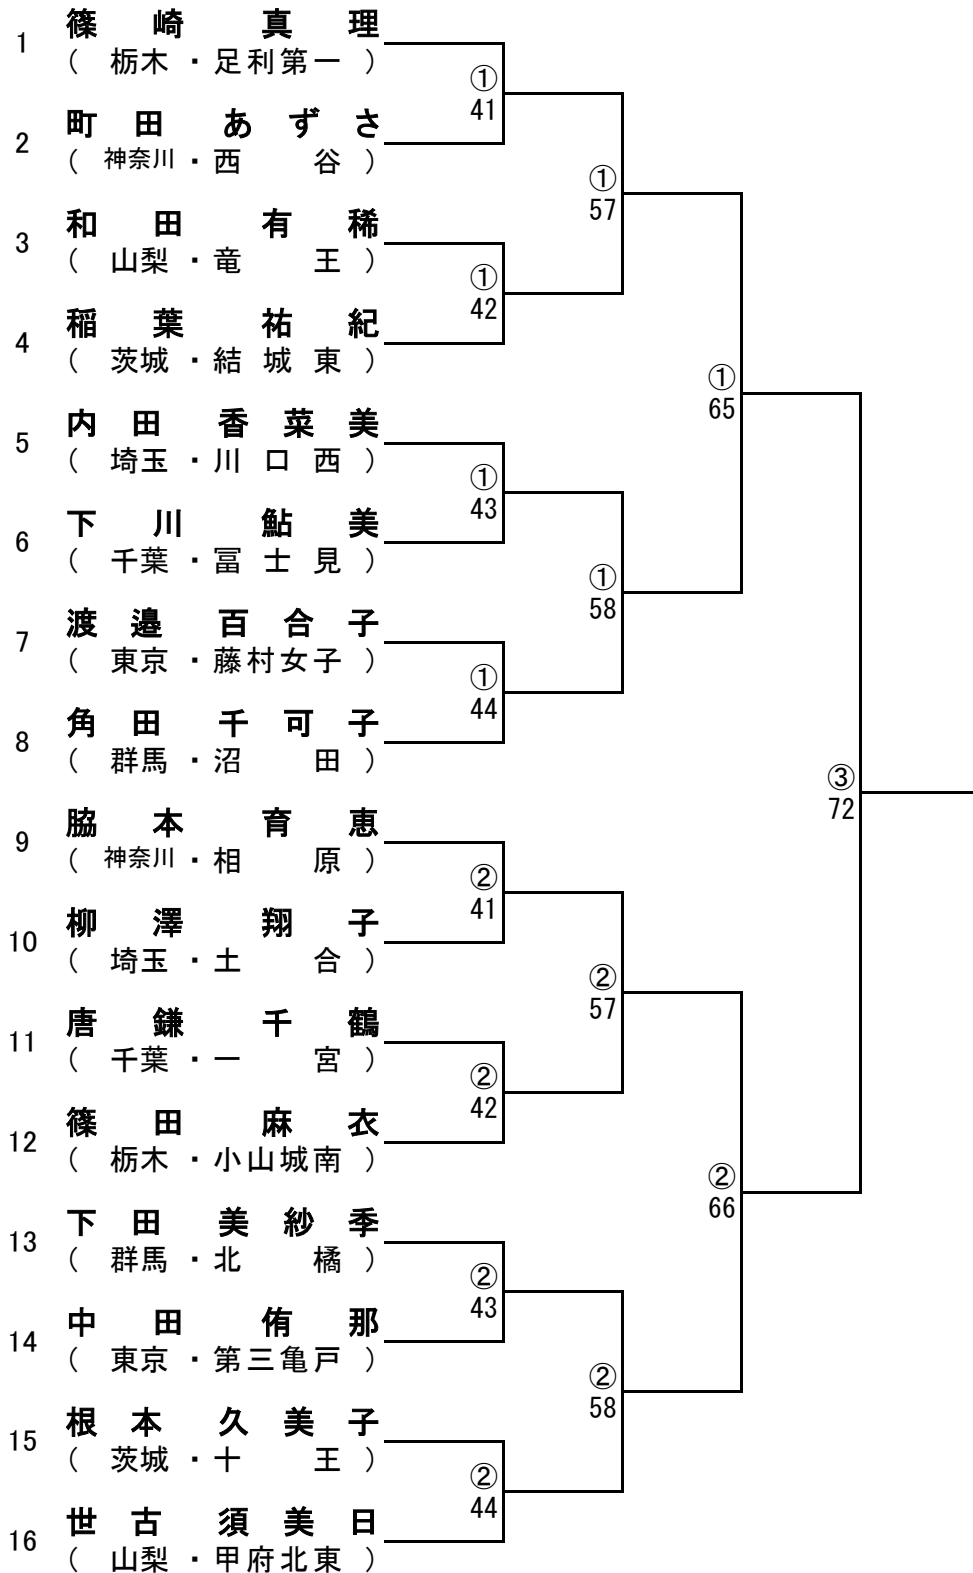 1 篠崎 真理
(栃木・足利第一)
2 町田 あずさ
(神奈川・西谷)
3 和田 有稀
(山梨・竜王)
4 稲葉 祐紀
(茨城・結城東)
5 内田 香菜美
(埼玉・川口西)
6 下川 鮎美
(千葉・冨士見)
7 渡邉 百合子
(東京・藤村女子)
8 角田 千可子
(群馬・沼田)
9 脇本 育恵
(神奈川・相原)
10 柳澤 翔子
(埼玉・土合)
11 唐鎌 千鶴
(千葉・一宮)
12 篠田 麻衣
(栃木・小山城南)
13 下田 美紗季
(群馬・北橘)
14 中田 侑那
(東京・第三亀戸)
15 根本 久美子
(茨城・十王)
16 世古 須美日
(山梨・甲府北東)
①
41
①
42
①
43
①
44
②
41
②
42
②
43
②
44
①
57
①
58
②
57
②
58
①
65
②
66
③
72